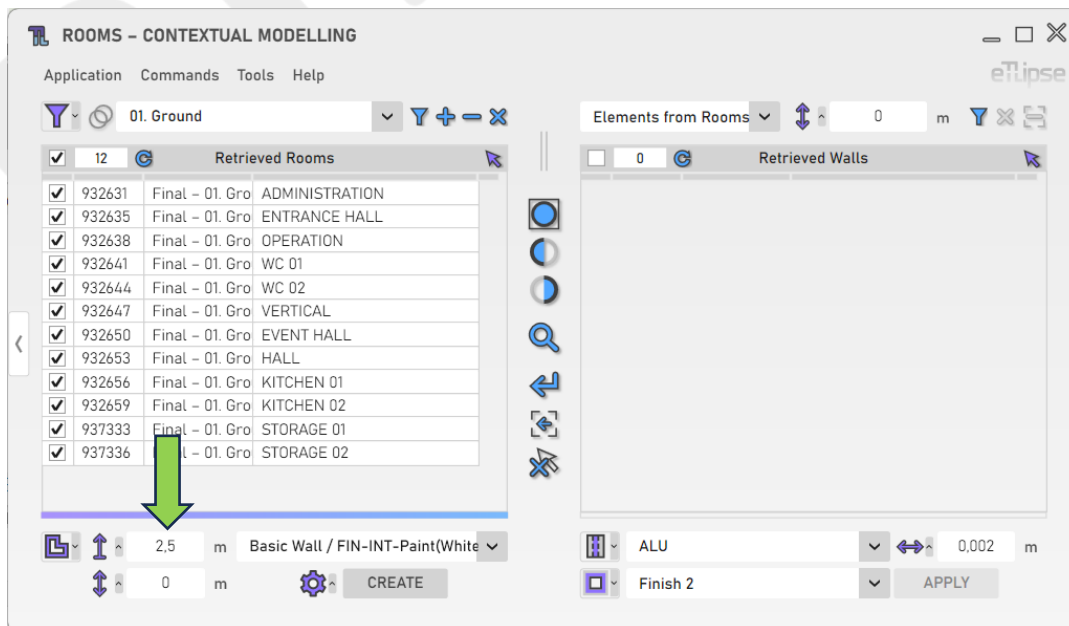 ROOMS – CONTEXTUAL MODELLING
Application Commands Tools Help
eTLipse
01. Ground
Elements from Rooms 0 m
12 Retrieved Rooms
0 Retrieved Walls
932631 Final – 01. Gro ADMINISTRATION
932635 Final – 01. Gro ENTRANCE HALL
932638 Final – 01. Gro OPERATION
932641 Final – 01. Gro WC 01
932644 Final – 01. Gro WC 02
932647 Final – 01. Gro VERTICAL
932650 Final – 01. Gro EVENT HALL
932653 Final – 01. Gro HALL
932656 Final – 01. Gro KITCHEN 01
932659 Final – 01. Gro KITCHEN 02
937333 Final – 01. Gro STORAGE 01
937336 – 01. Gro STORAGE 02
2,5 m Basic Wall / FIN-INT-Paint(White
ALU 0,002 m
0 m CREATE
Finish 2 APPLY